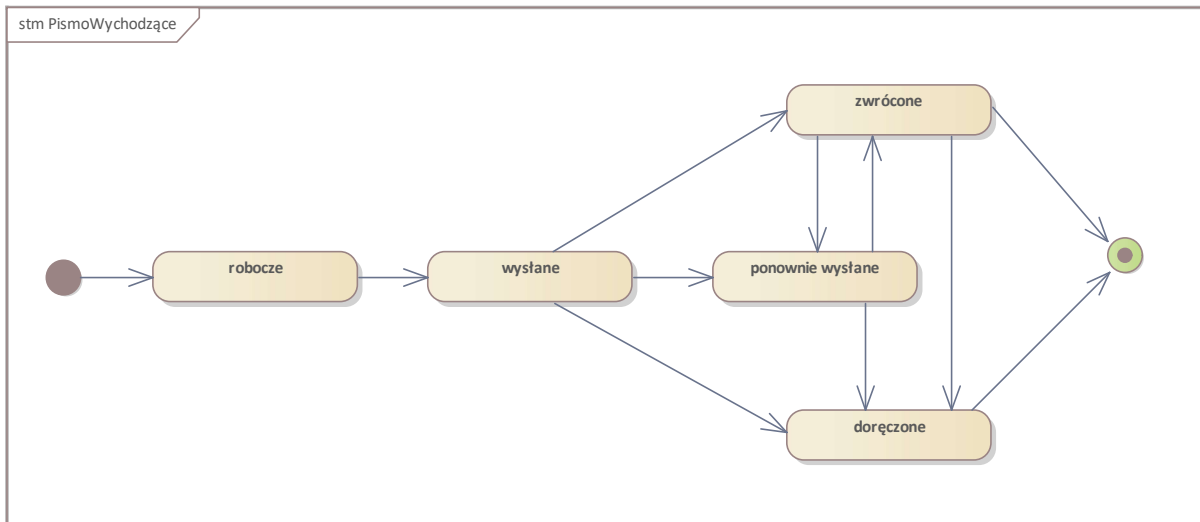 stm PismoWychodzące
zwrócone
robocze
wysłane
ponownie wysłane
doręczone